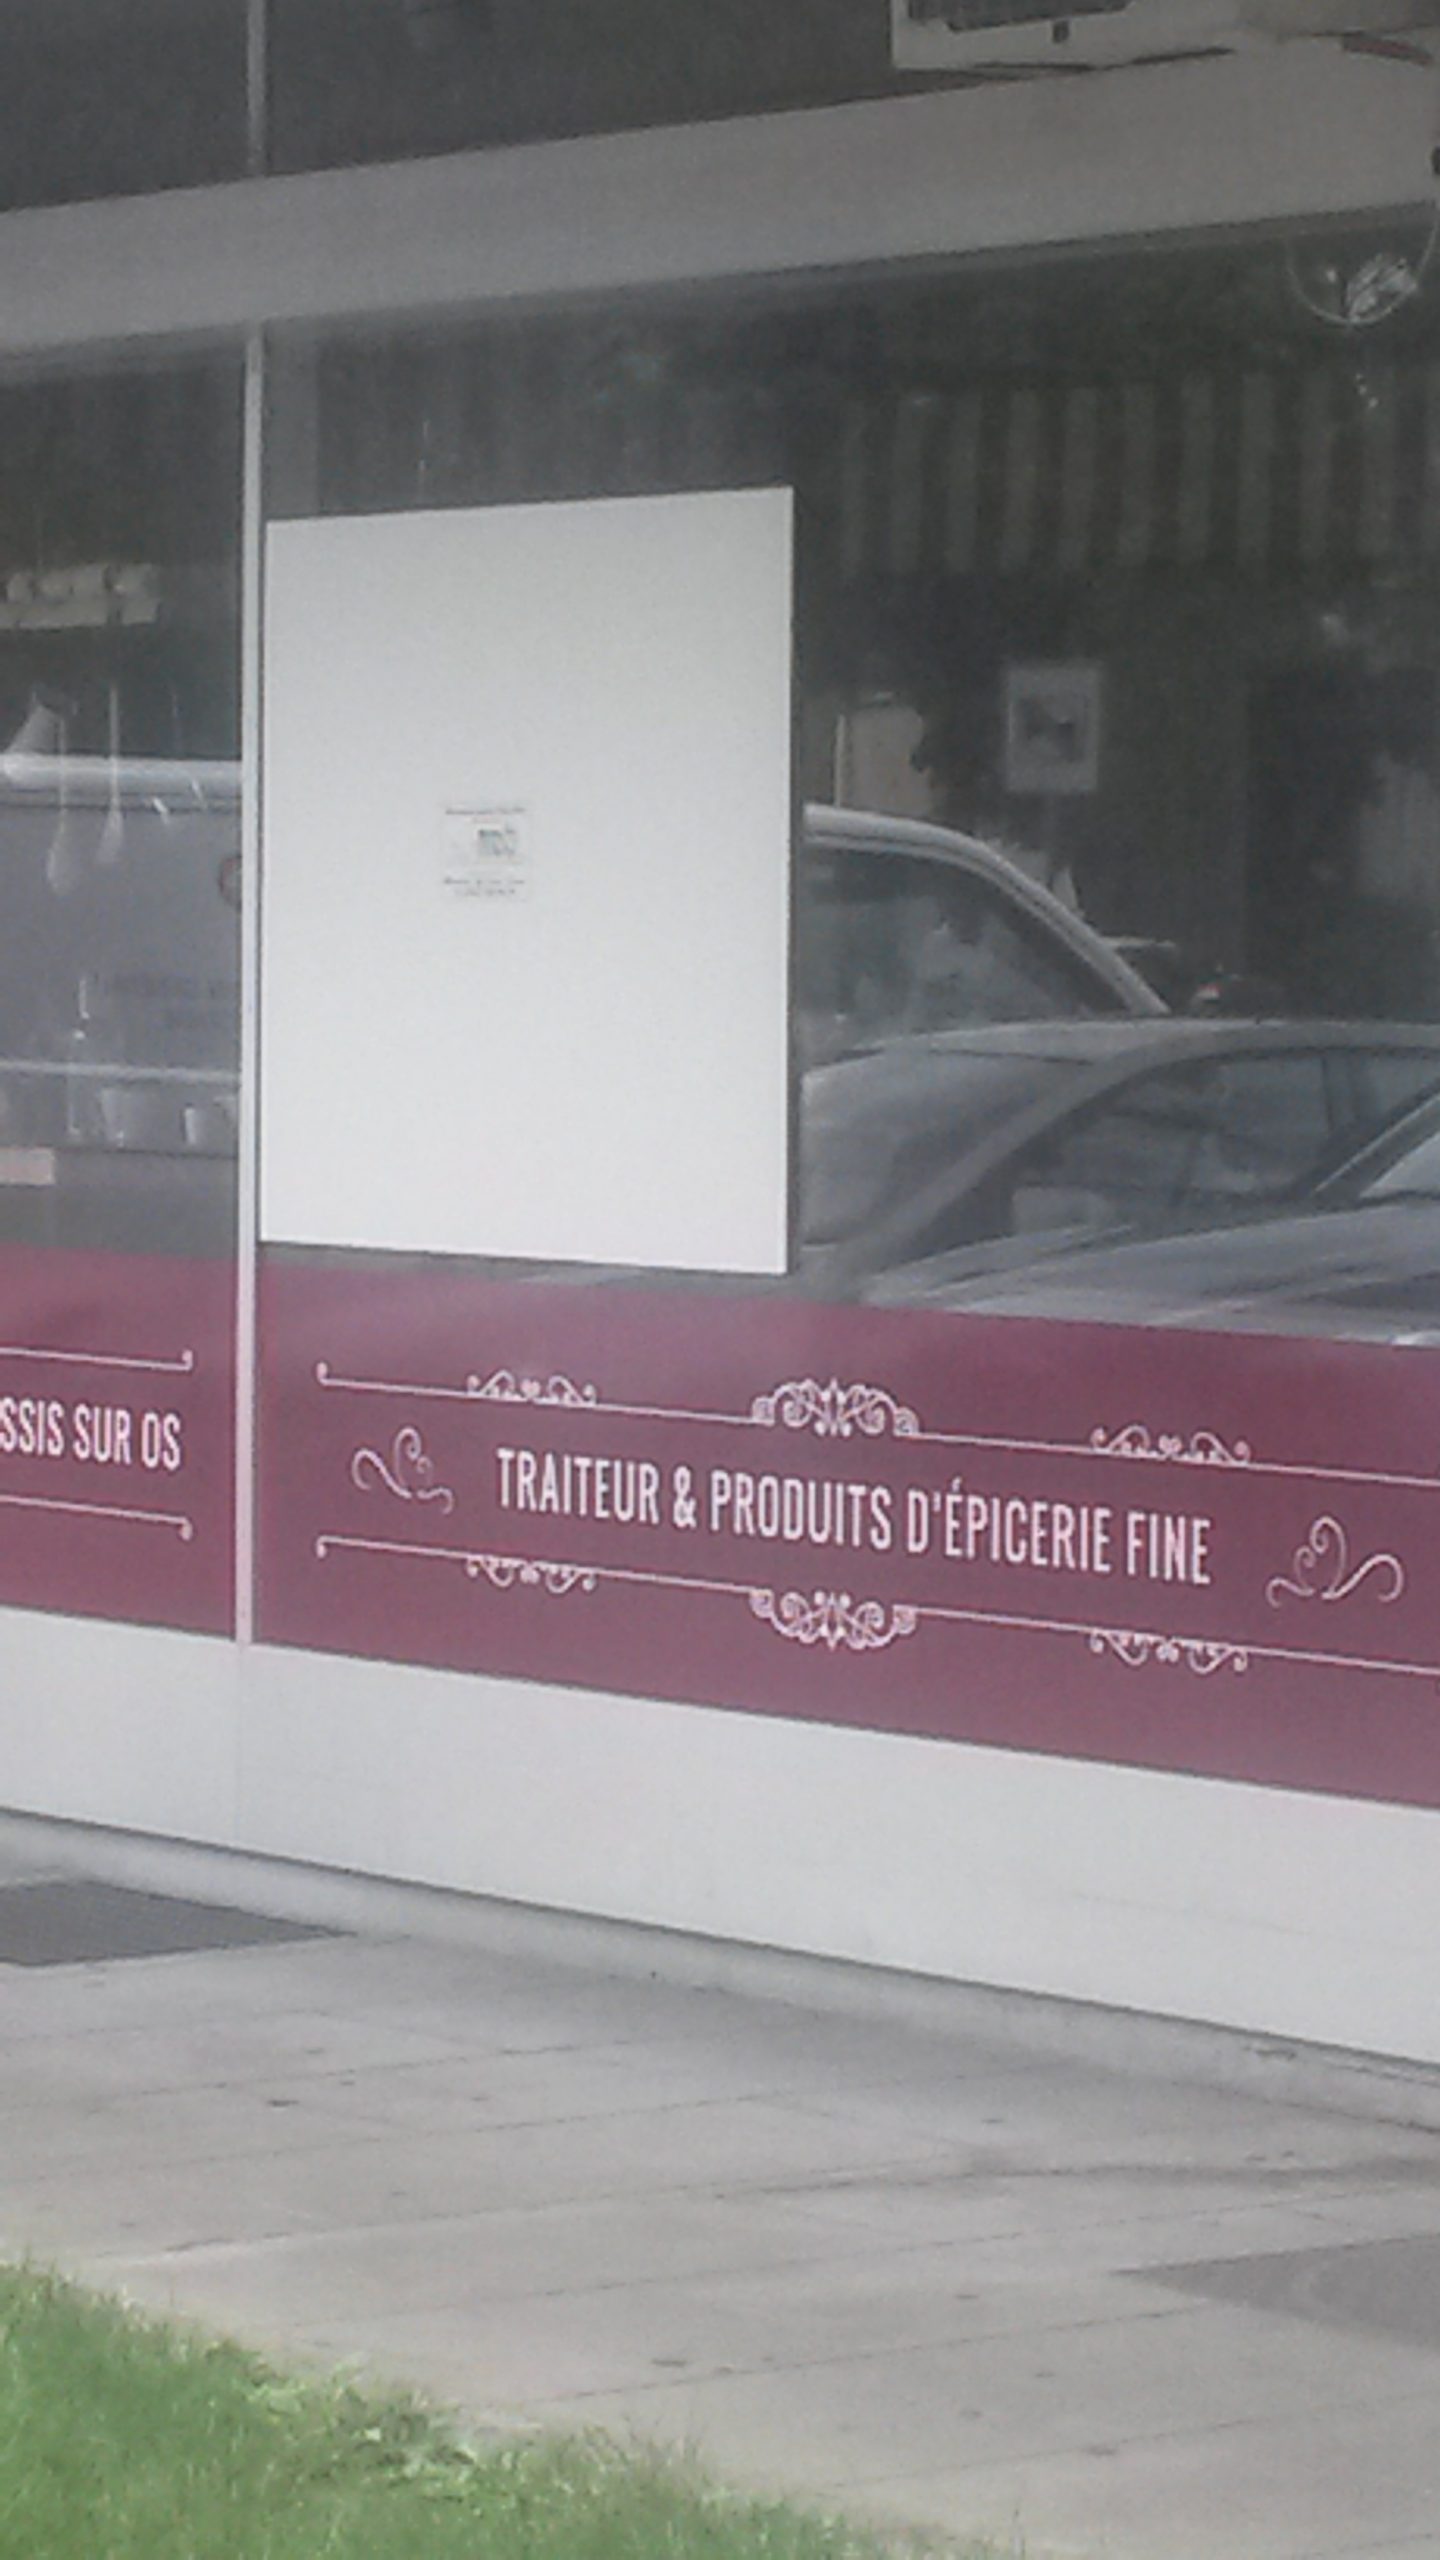 SSIS SUR OS
TRAITEUR & PRODUITS D'ÉPICERIE FINE